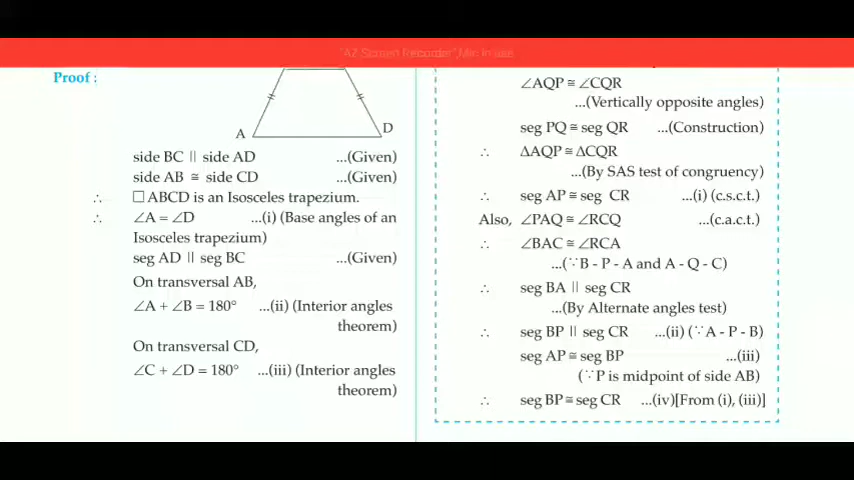 "AZ Screen Recorder"
Proof :
A
D
side BC || side AD ...(Given)
side AB ≅ side CD ...(Given)
∴ □ ABCD is an Isosceles trapezium.
∴ ∠A = ∠D ...(i) (Base angles of an
Isosceles trapezium)
seg AD || seg BC ...(Given)
On transversal AB,
∠A + ∠B = 180° ...(ii) (Interior angles
theorem)
On transversal CD,
∠C + ∠D = 180° ...(iii) (Interior angles
theorem)
∠AQP ≅ ∠CQR
...(Vertically opposite angles)
seg PQ ≅ seg QR ...(Construction)
∴ ΔAQP ≅ ΔCQR
...(By SAS test of congruency)
∴ seg AP ≅ seg CR ...(i) (c.s.c.t.)
Also, ∠PAQ ≅ ∠RCQ ...(c.a.c.t.)
∴ ∠BAC ≅ ∠RCA
...(∵ B - P - A and A - Q - C)
∴ seg BA || seg CR
...(By Alternate angles test)
∴ seg BP || seg CR ...(ii) (∵ A - P - B)
seg AP ≅ seg BP ...(iii)
(∵ P is midpoint of side AB)
∴ seg BP ≅ seg CR ...(iv)[From (i), (iii)]